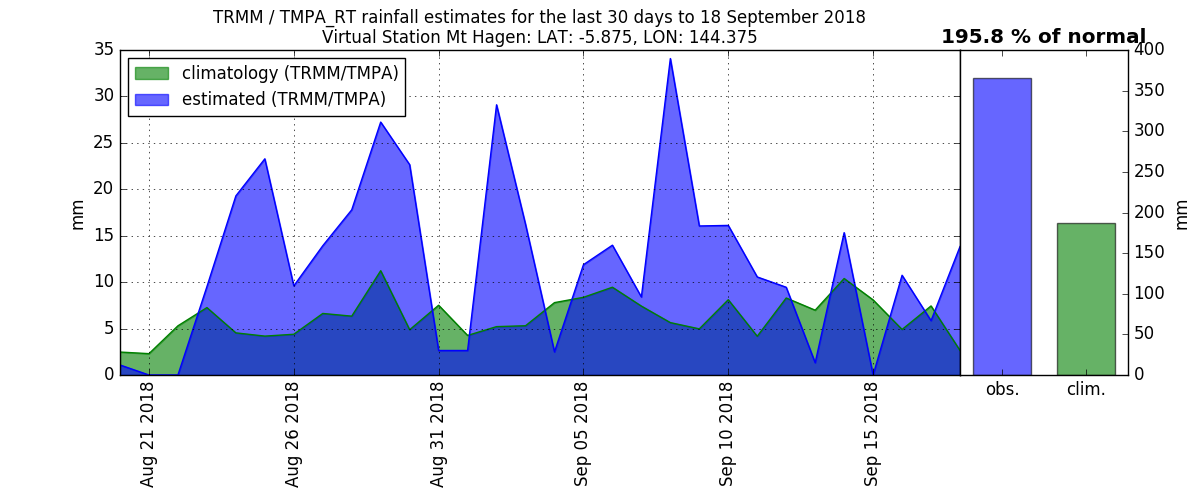 TRMM / TMPA_RT rainfall estimates for the last 30 days to 18 September 2018
Virtual Station Mt Hagen: LAT: -5.875, LON: 144.375
195.8 % of normal
climatology (TRMM/TMPA)
estimated (TRMM/TMPA)
mm
35
30
25
20
15
10
5
0
Aug 21 2018
Aug 26 2018
Aug 31 2018
Sep 05 2018
Sep 10 2018
Sep 15 2018
400
350
300
250
200
150
100
50
0
mm
obs.
clim.